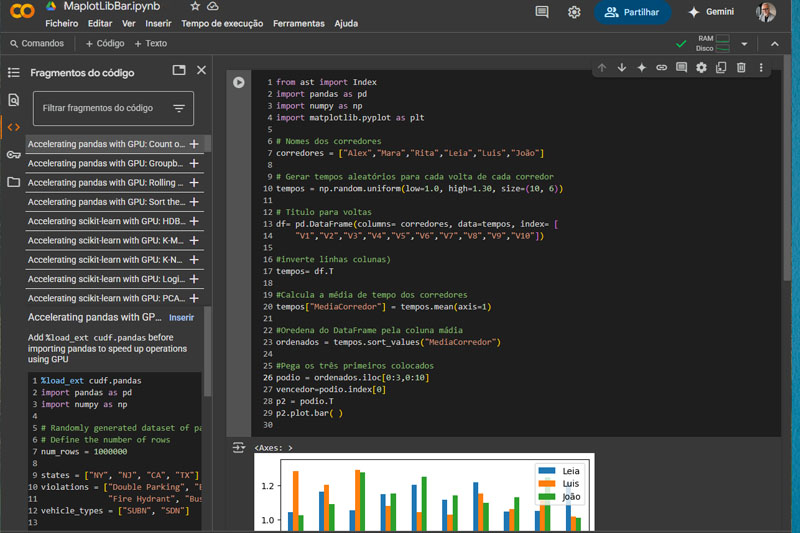 MaplotLibBar.ipynb
Ficheiro Editar Ver Inserir Tempo de execução Ferramentas Ajuda
Partilhar
Gemini
Comandos + Código + Texto
RAM
Disco
Fragmentos do código
Filtrar fragmentos do código
Accelerating pandas with GPU: Count o... +
Accelerating pandas with GPU: Groupb... +
Accelerating pandas with GPU: Rolling ... +
Accelerating pandas with GPU: Sort the... +
Accelerating scikit-learn with GPU: HDB... +
Accelerating scikit-learn with GPU: K-M... +
Accelerating scikit-learn with GPU: K-N... +
Accelerating scikit-learn with GPU: Logi... +
Accelerating scikit-learn with GPU: PCA... +
Accelerating pandas with GP... Inserir
Add %load_ext cudf.pandas before
importing pandas to speed up operations
using GPU
1 %load_ext cudf.pandas
2 import pandas as pd
3 import numpy as np
4
5 # Randomly generated dataset of pa
6 # Define the number of rows
7 num_rows = 1000000
8
9 states = ["NY", "NJ", "CA", "TX"]
10 violations = ["Double Parking", "E
11 "Fire Hydrant", "Bus
12 vehicle_types = ["SUBN", "SDN"]
13
1 from ast import Index
2 import pandas as pd
3 import numpy as np
4 import matplotlib.pyplot as plt
5
6 # Nomes dos corredores
7 corredores = ["Alex","Mara","Rita","Leia","Luis","João"]
8
9 # Gerar tempos aleatórios para cada volta de cada corredor
10 tempos = np.random.uniform(low=1.0, high=1.30, size=(10, 6))
11
12 # Titulo para voltas
13 df= pd.DataFrame(columns= corredores, data=tempos, index= [
14 "V1","V2","V3","V4","V5","V6","V7","V8","V9","V10"])
15
16 #inverte linhas colunas)
17 tempos= df.T
18
19 #Calcula a média de tempo dos corredores
20 tempos["MediaCorredor"] = tempos.mean(axis=1)
21
22 #Oredena do DataFrame pela coluna mádia
23 ordenados = tempos.sort_values("MediaCorredor")
24
25 #Pega os três primeiros colocados
26 podio = ordenados.iloc[0:3,0:10]
27 vencedor=podio.index[0]
28 p2 = podio.T
29 p2.plot.bar( )
30
<Axes: >
1.2
1.0
Leia
Luis
João